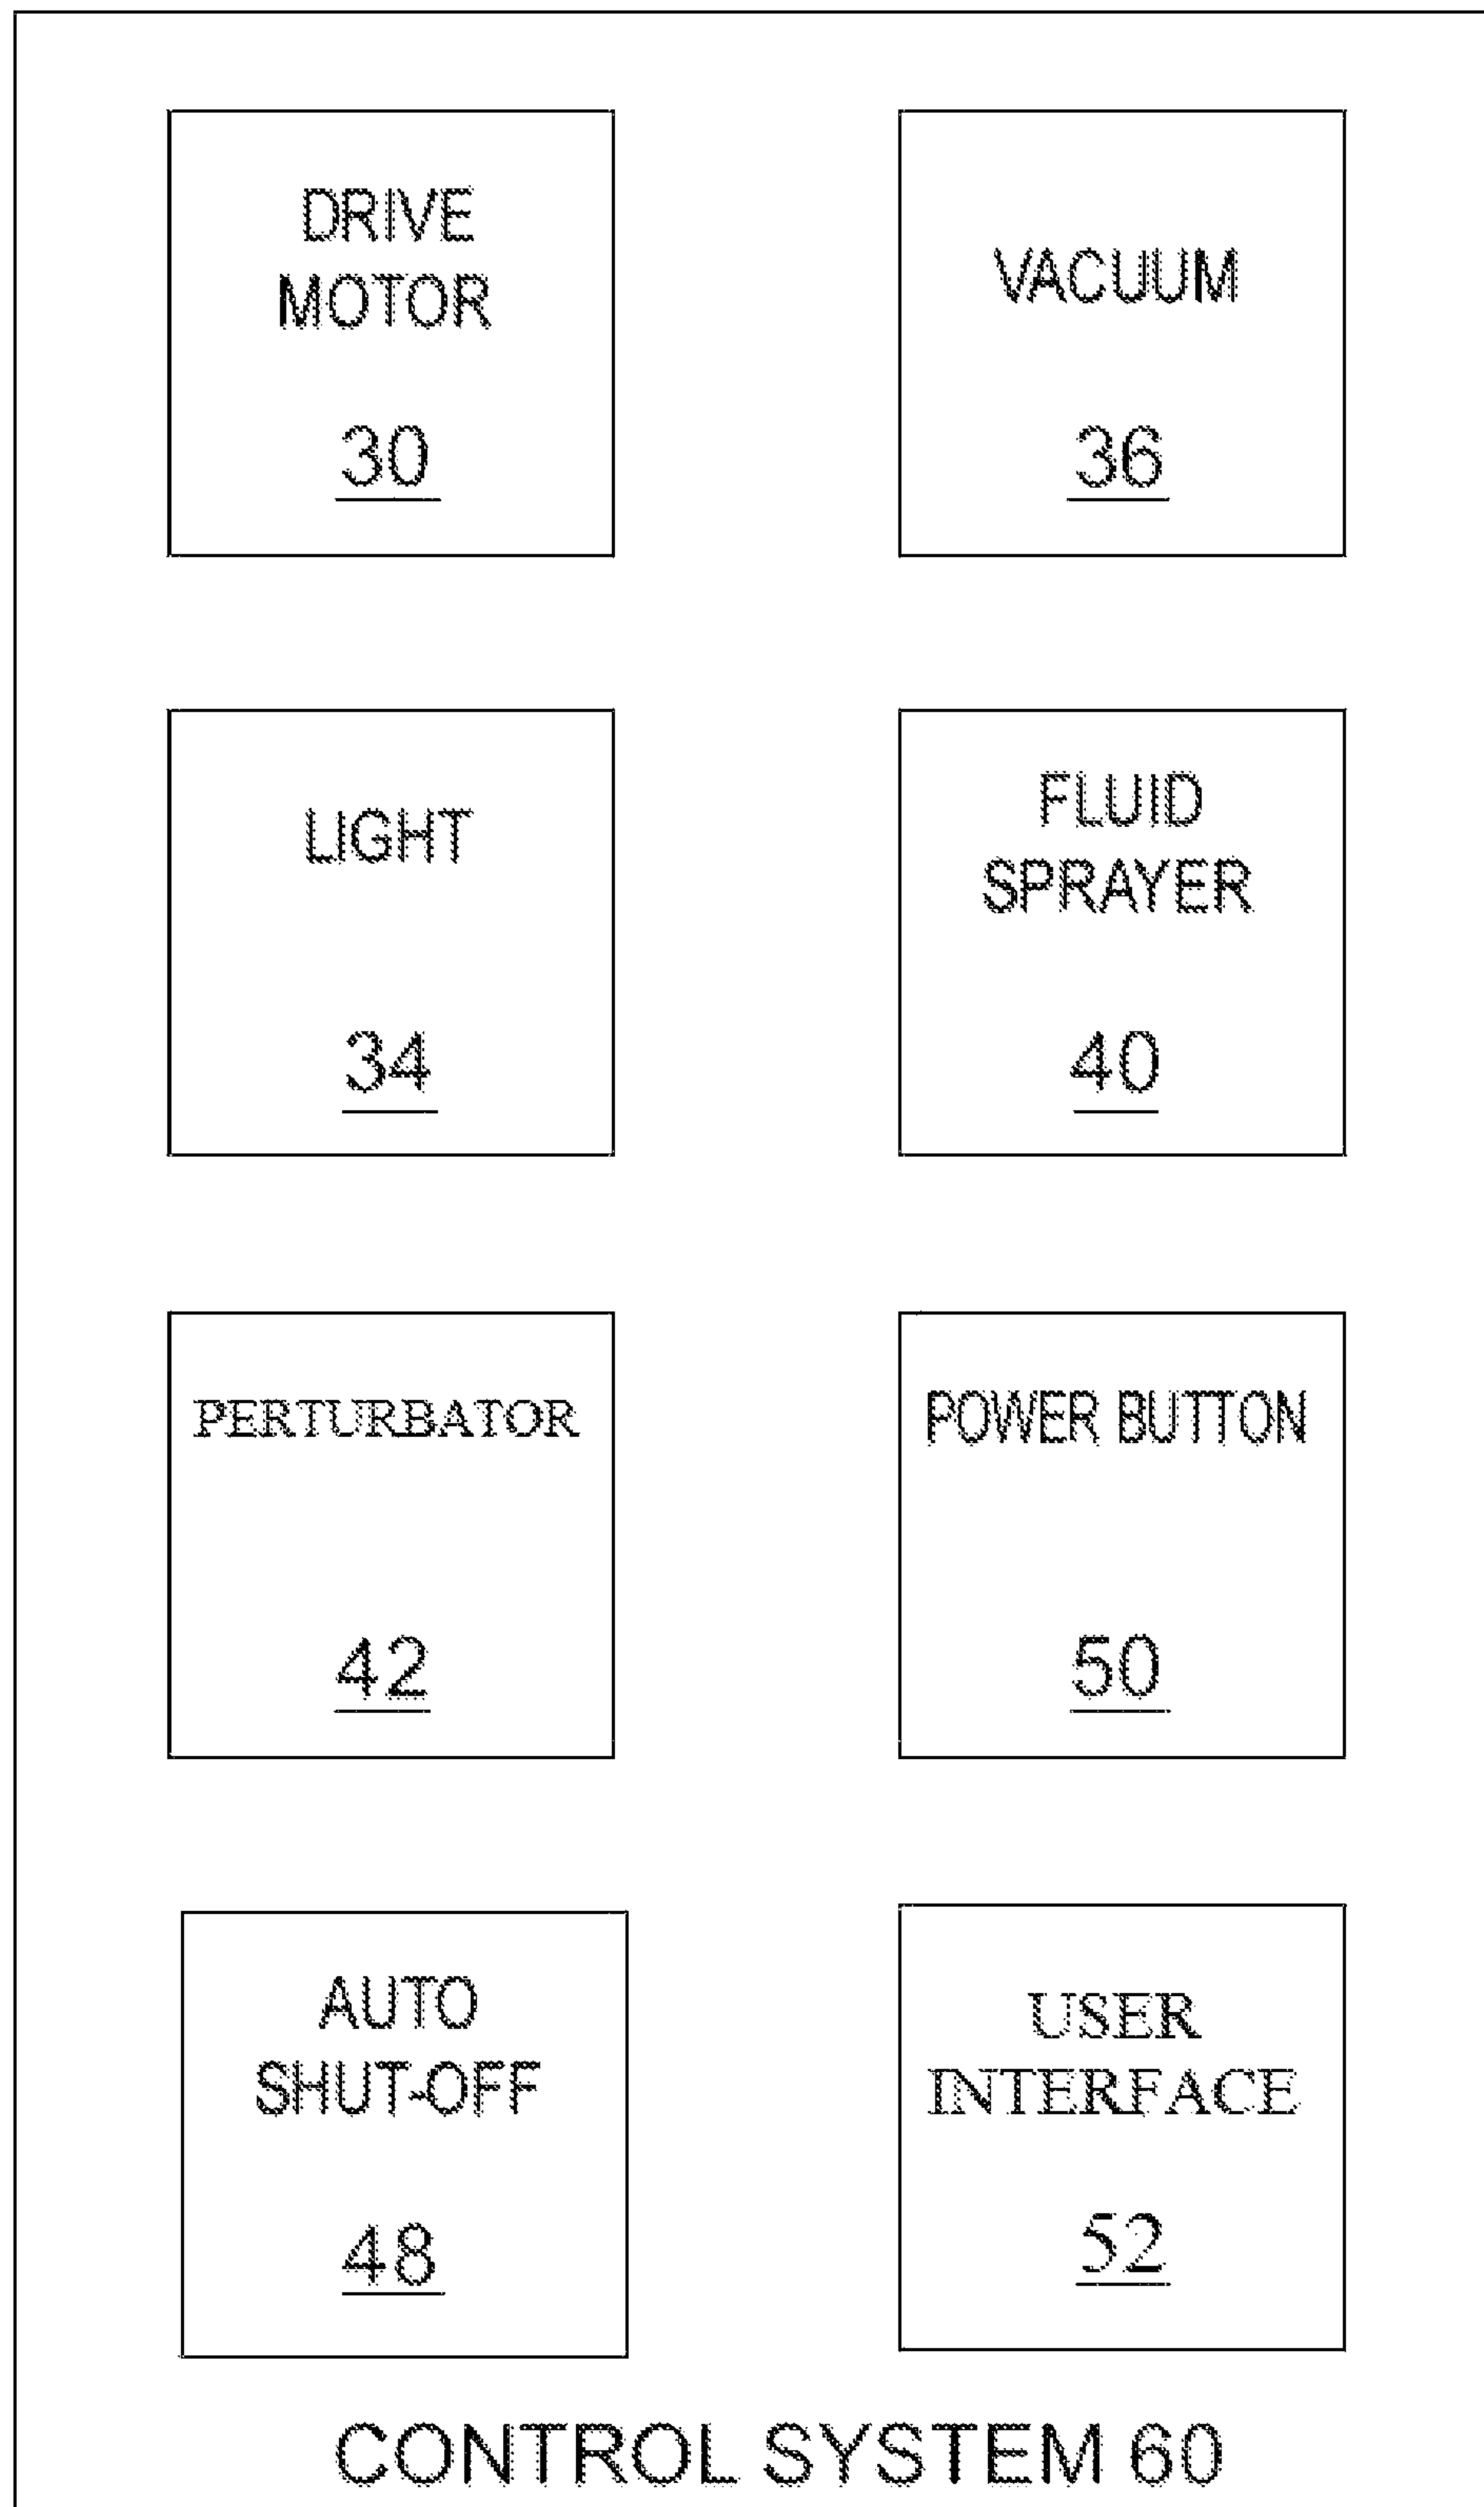 DRIVE
MOTOR
30
VACUUM
36
LIGHT
34
FLUID
SPRAYER
40
PERTURBATOR
42
POWER BUTTON
50
AUTO
SHUT-OFF
48
USER
INTERFACE
52
CONTROL SYSTEM 60